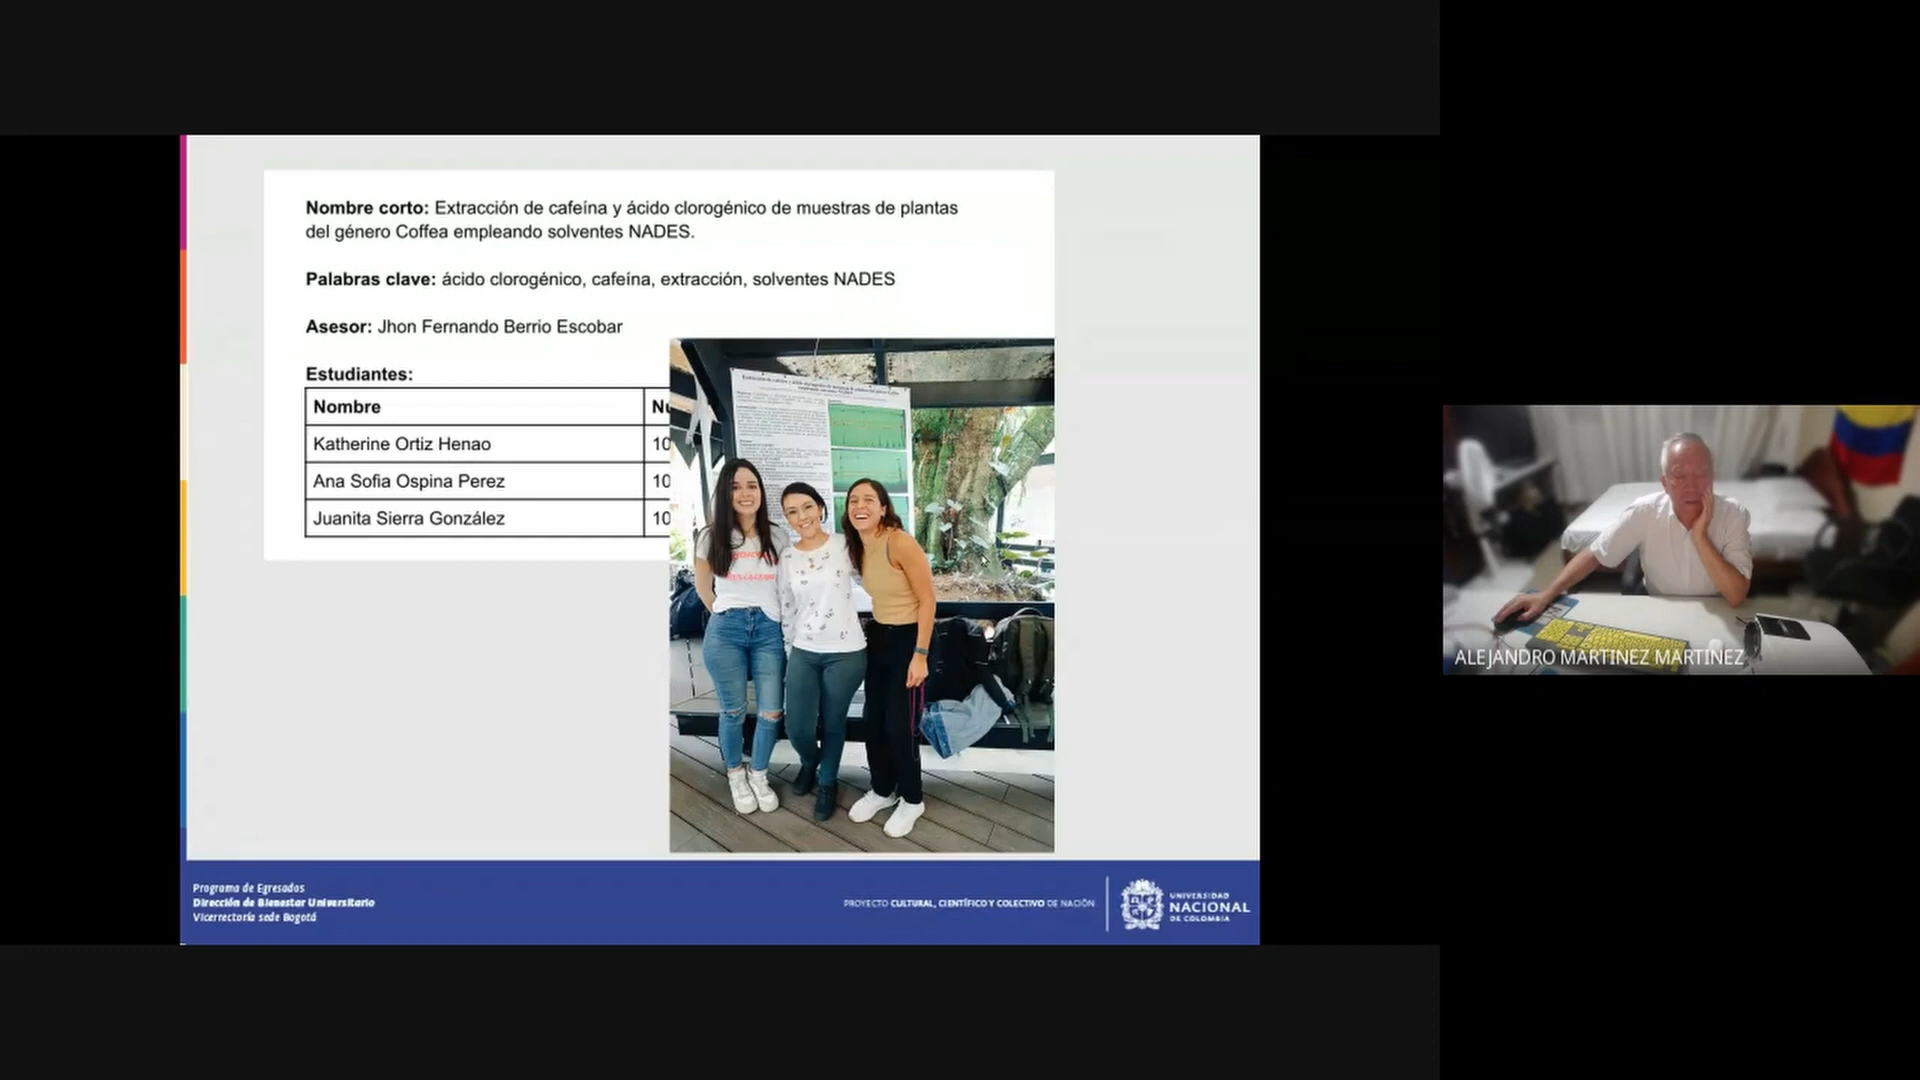 Nombre corto: Extracción de cafeína y ácido clorogénico de muestras de plantas
del género Coffea empleando solventes NADES.
Palabras clave: ácido clorogénico, cafeína, extracción, solventes NADES
Asesor: Jhon Fernando Berrio Escobar
Estudiantes:
Nombre
Katherine Ortiz Henao 10
Ana Sofia Ospina Perez 10
Juanita Sierra González 10
ALEJANDRO MARTINEZ MARTINEZ
Programa de Egresados
Dirección de Bienestar Universitario
Vicerrectoría sede Bogotá
PROYECTO CULTURAL, CIENTÍFICO Y COLECTIVO DE NACIÓN
UNIVERSIDAD
NACIONAL
DE COLOMBIA